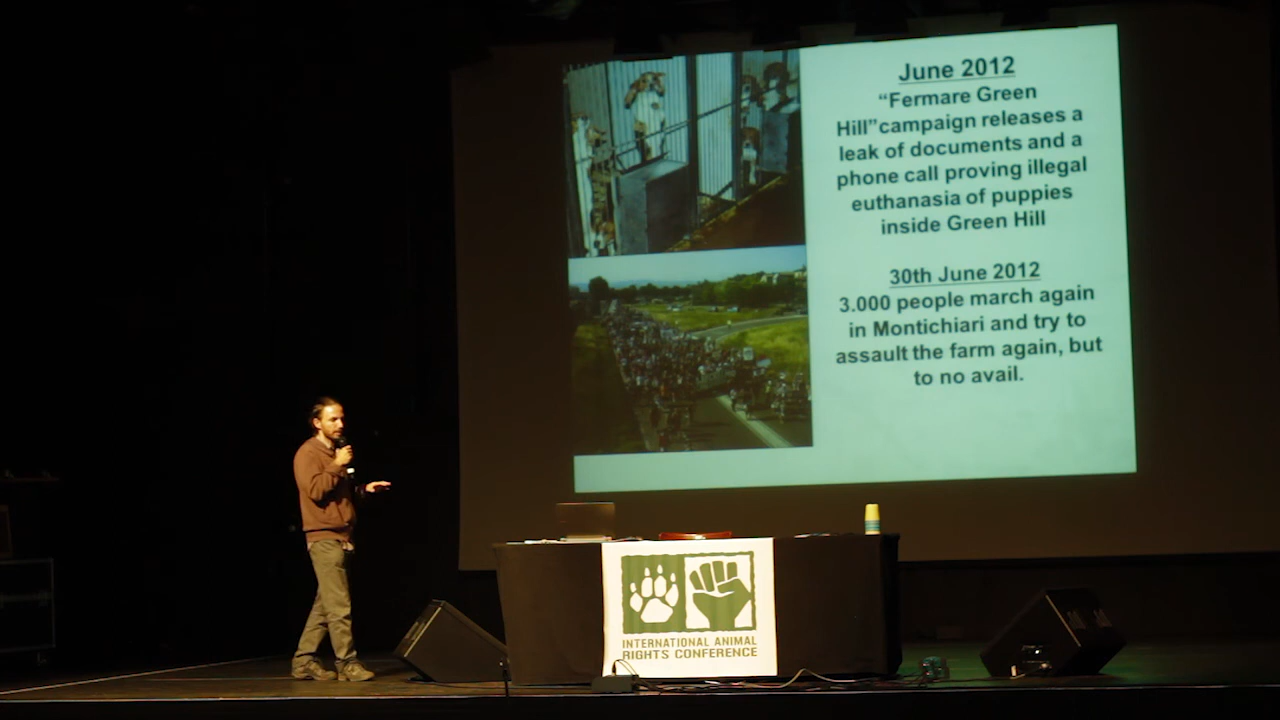 June 2012
“Fermare Green
Hill”campaign releases a
leak of documents and a
phone call proving illegal
euthanasia of puppies
inside Green Hill
30th June 2012
3.000 people march again
in Montichiari and try to
assault the farm again, but
to no avail.
INTERNATIONAL ANIMAL
RIGHTS CONFERENCE